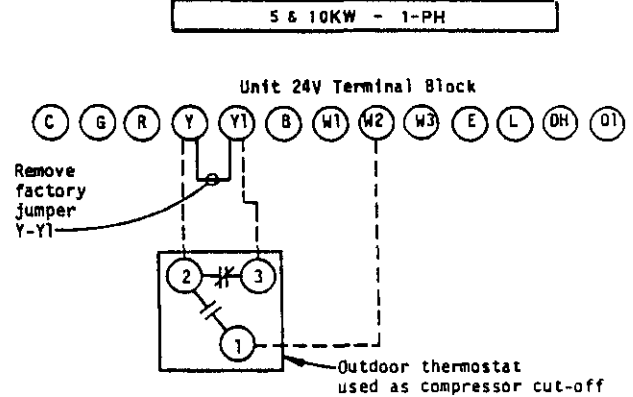 5 & 10KW - 1-PH
Unit 24V Terminal Block
C G R Y Y1 B W1 W2 W3 E L DH O1
Remove
factory
jumper
Y-Y1
2 3
1
Outdoor thermostat
used as compressor cut-off